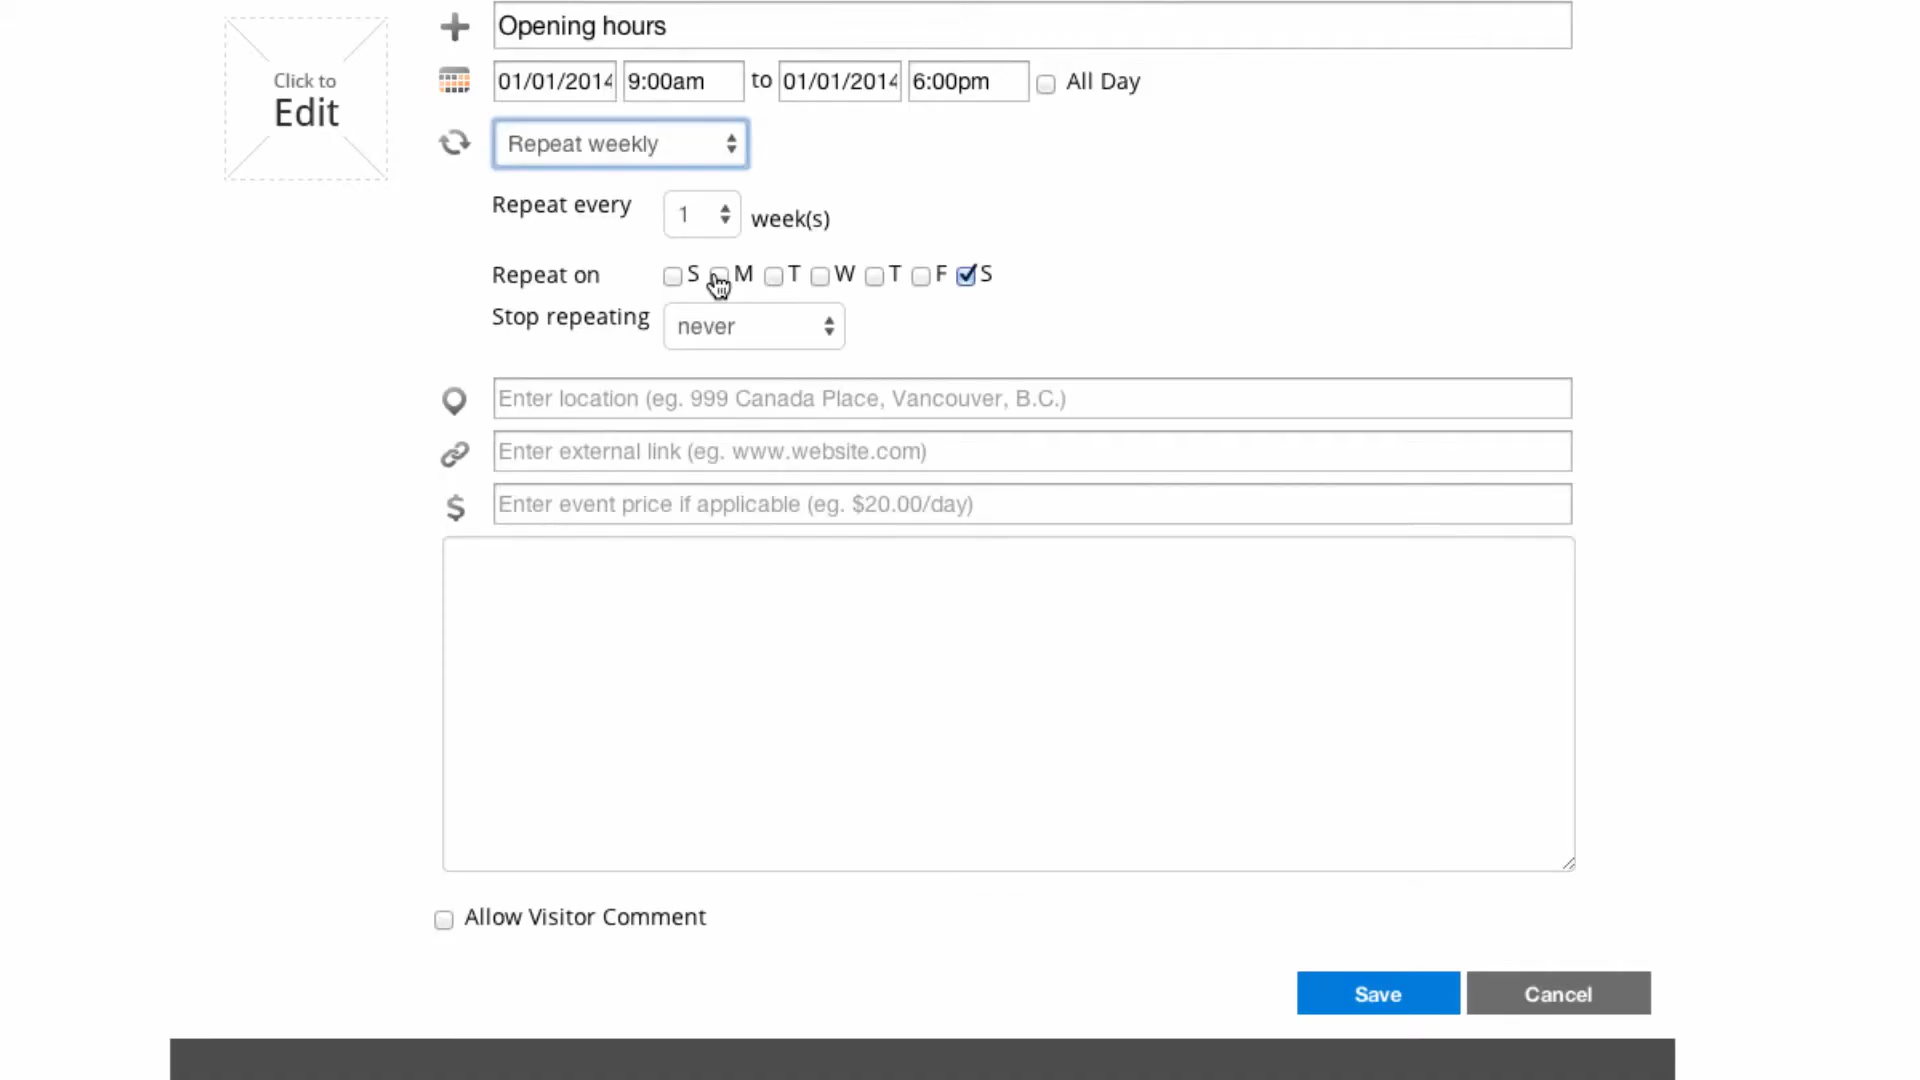 Click to
Edit
Opening hours
01/01/2014 9:00am to 01/01/2014 6:00pm All Day
Repeat weekly
Repeat every 1 week(s)
Repeat on S M T W T F S
Stop repeating never
Enter location (eg. 999 Canada Place, Vancouver, B.C.)
Enter external link (eg. www.website.com)
$ Enter event price if applicable (eg. $20.00/day)
Allow Visitor Comment
Save Cancel